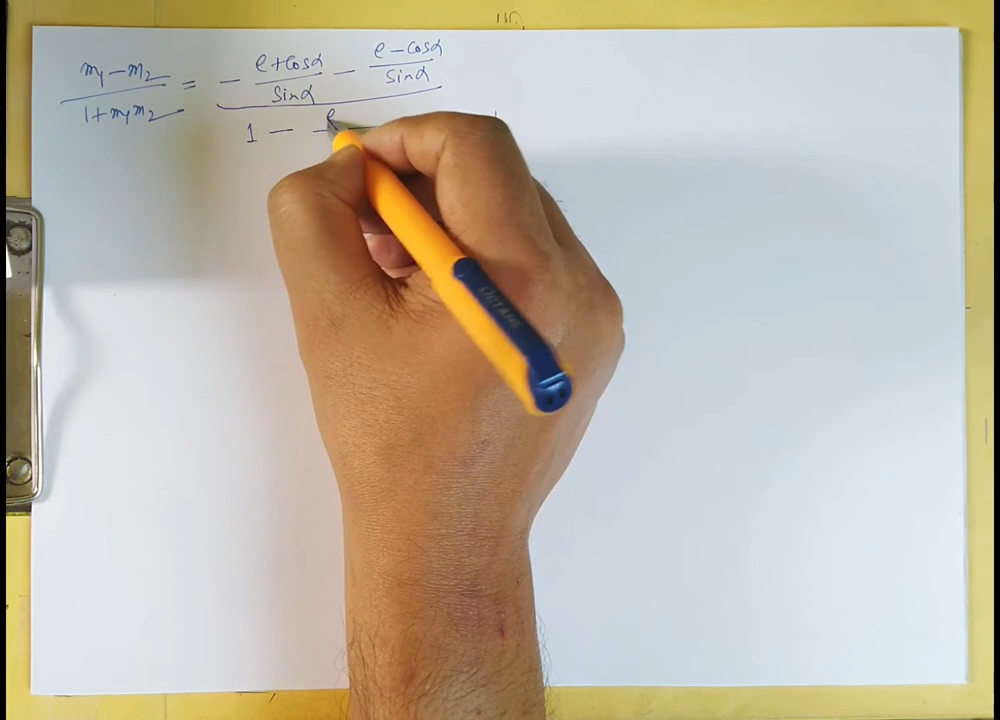 m₁ - m₂ / 1 + m₁m₂ = - e + cosα / sinα - e - cosα / sinα
1 - e